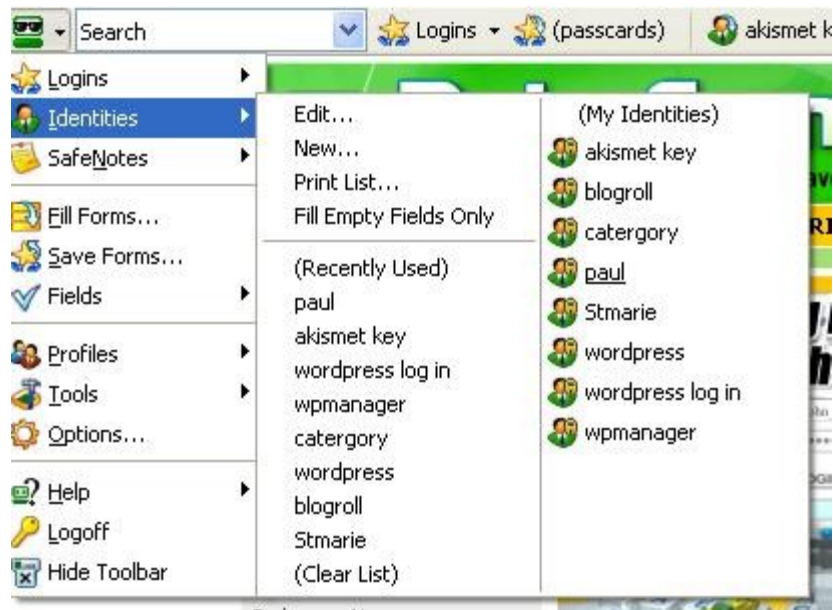 Search
Logins
(passcards)
akismet k
Logins
Identities
SafeNotes
Fill Forms...
Save Forms...
Fields
Profiles
Tools
Options...
Help
Logoff
Hide Toolbar
Edit...
New...
Print List...
Fill Empty Fields Only
(Recently Used)
paul
akismet key
wordpress log in
wpmanager
catergory
wordpress
blogroll
Stmarie
(Clear List)
(My Identities)
akismet key
blogroll
catergory
paul
Stmarie
wordpress
wordpress log in
wpmanager